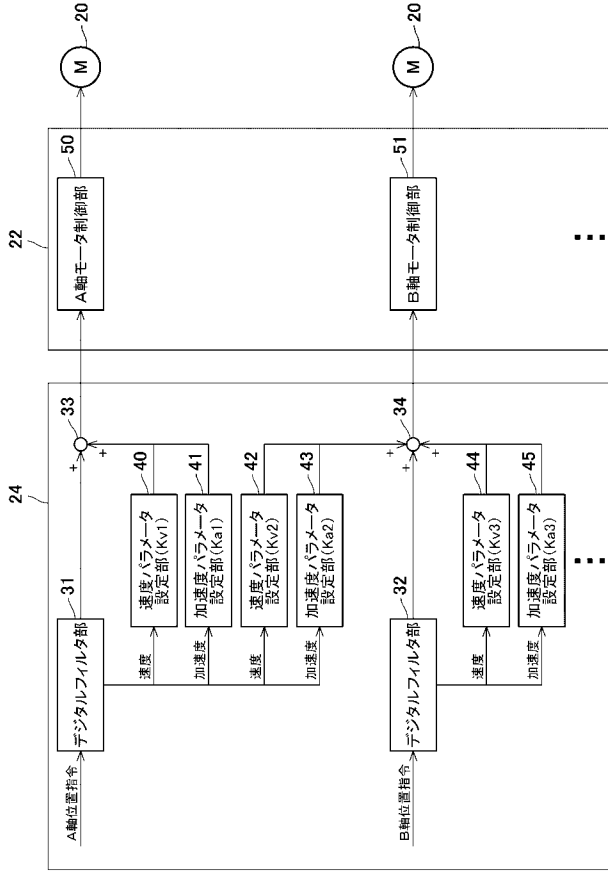 24
22
A軸位置指令
デジタルフィルタ部
31
33
+
+
A軸モータ制御部
50
M
20
速度
速度パラメータ
設定部(Kv1)
40
加速度
加速度パラメータ
設定部(Ka1)
41
速度
速度パラメータ
設定部(Kv2)
42
加速度
加速度パラメータ
設定部(Ka2)
43
B軸位置指令
デジタルフィルタ部
32
34
+
+
+
B軸モータ制御部
51
M
20
速度
速度パラメータ
設定部(Kv3)
44
加速度
加速度パラメータ
設定部(Ka3)
45